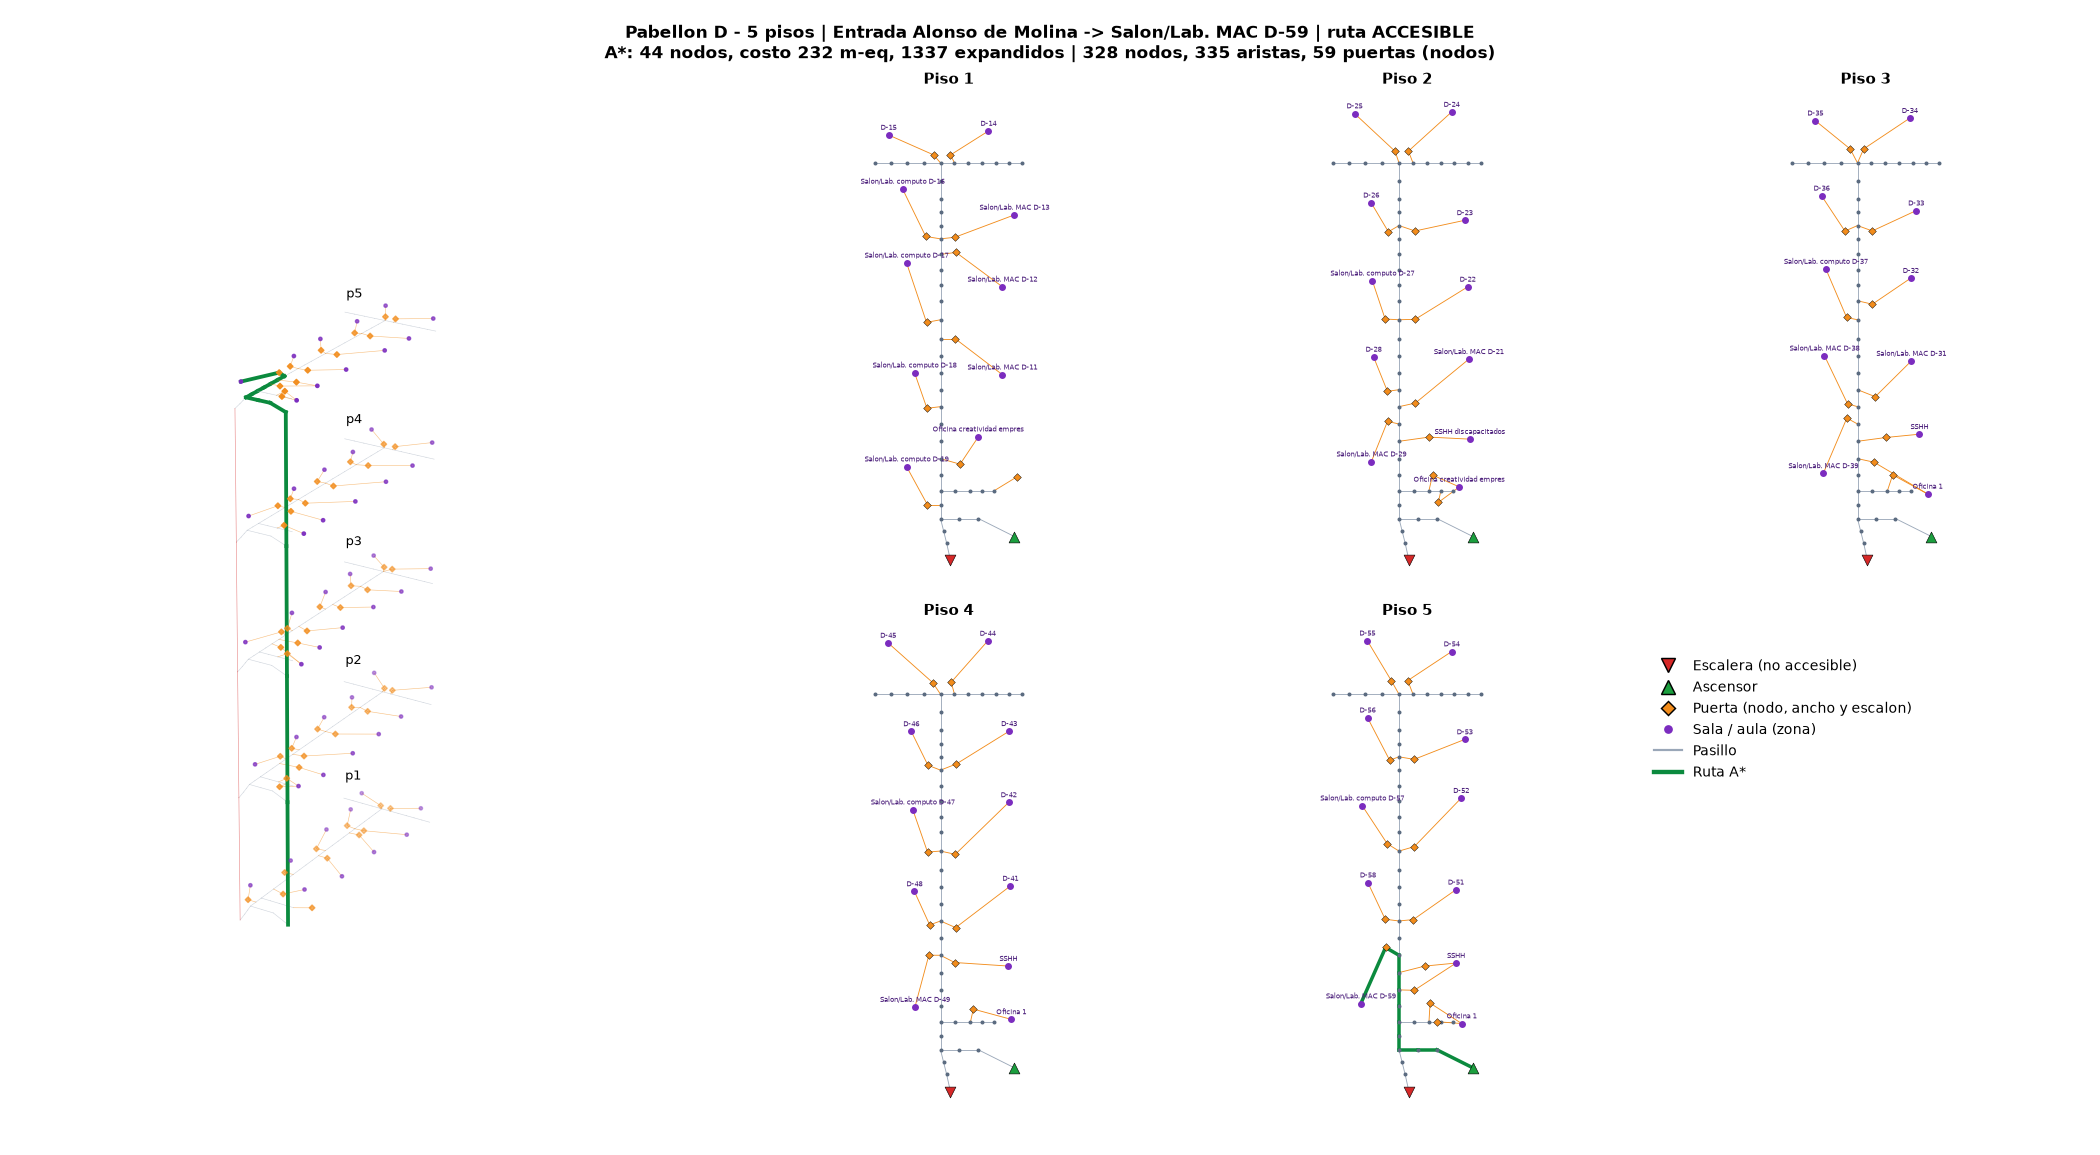 Pabellon D - 5 pisos | Entrada Alonso de Molina -> Salon/Lab. MAC D-59 | ruta ACCESIBLE
A*: 44 nodos, costo 232 m-eq, 1337 expandidos | 328 nodos, 335 aristas, 59 puertas (nodos)
p5
p4
p3
p2
p1
Piso 1
D-15
D-14
Salon/Lab. computo D-16
Salon/Lab. MAC D-13
Salon/Lab. computo D-17
Salon/Lab. MAC D-12
Salon/Lab. computo D-18
Salon/Lab. MAC D-11
Oficina creatividad empres
Salon/Lab. computo D-19
Piso 2
D-25
D-24
D-26
D-23
Salon/Lab. computo D-27
D-22
D-28
Salon/Lab. MAC D-21
SSHH discapacitados
Salon/Lab. MAC D-29
Oficina creatividad empres
Piso 3
D-35
D-34
D-36
D-33
Salon/Lab. computo D-37
D-32
Salon/Lab. MAC D-38
Salon/Lab. MAC D-31
SSHH
Salon/Lab. MAC D-39
Oficina 1
Piso 4
D-45
D-44
D-46
D-43
Salon/Lab. computo D-47
D-42
D-48
D-41
SSHH
Salon/Lab. MAC D-49
Oficina 1
Piso 5
D-55
D-54
D-56
D-53
Salon/Lab. computo D-57
D-52
D-58
D-51
SSHH
Salon/Lab. MAC D-59
Oficina 1
Escalera (no accesible)
Ascensor
Puerta (nodo, ancho y escalon)
Sala / aula (zona)
Pasillo
Ruta A*